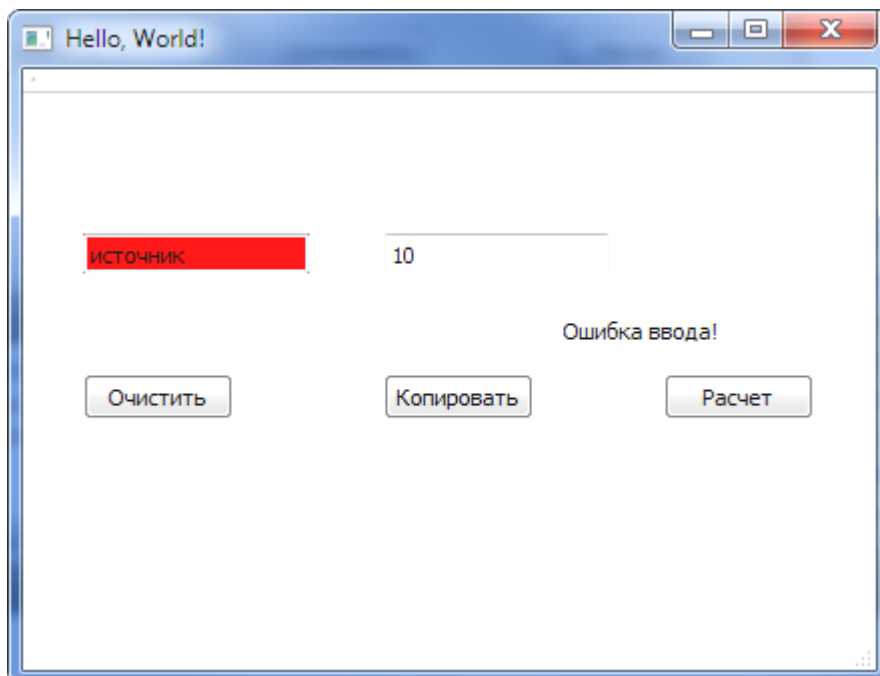 Hello, World!
источник
10
Ошибка ввода!
Очистить
Копировать
Расчет